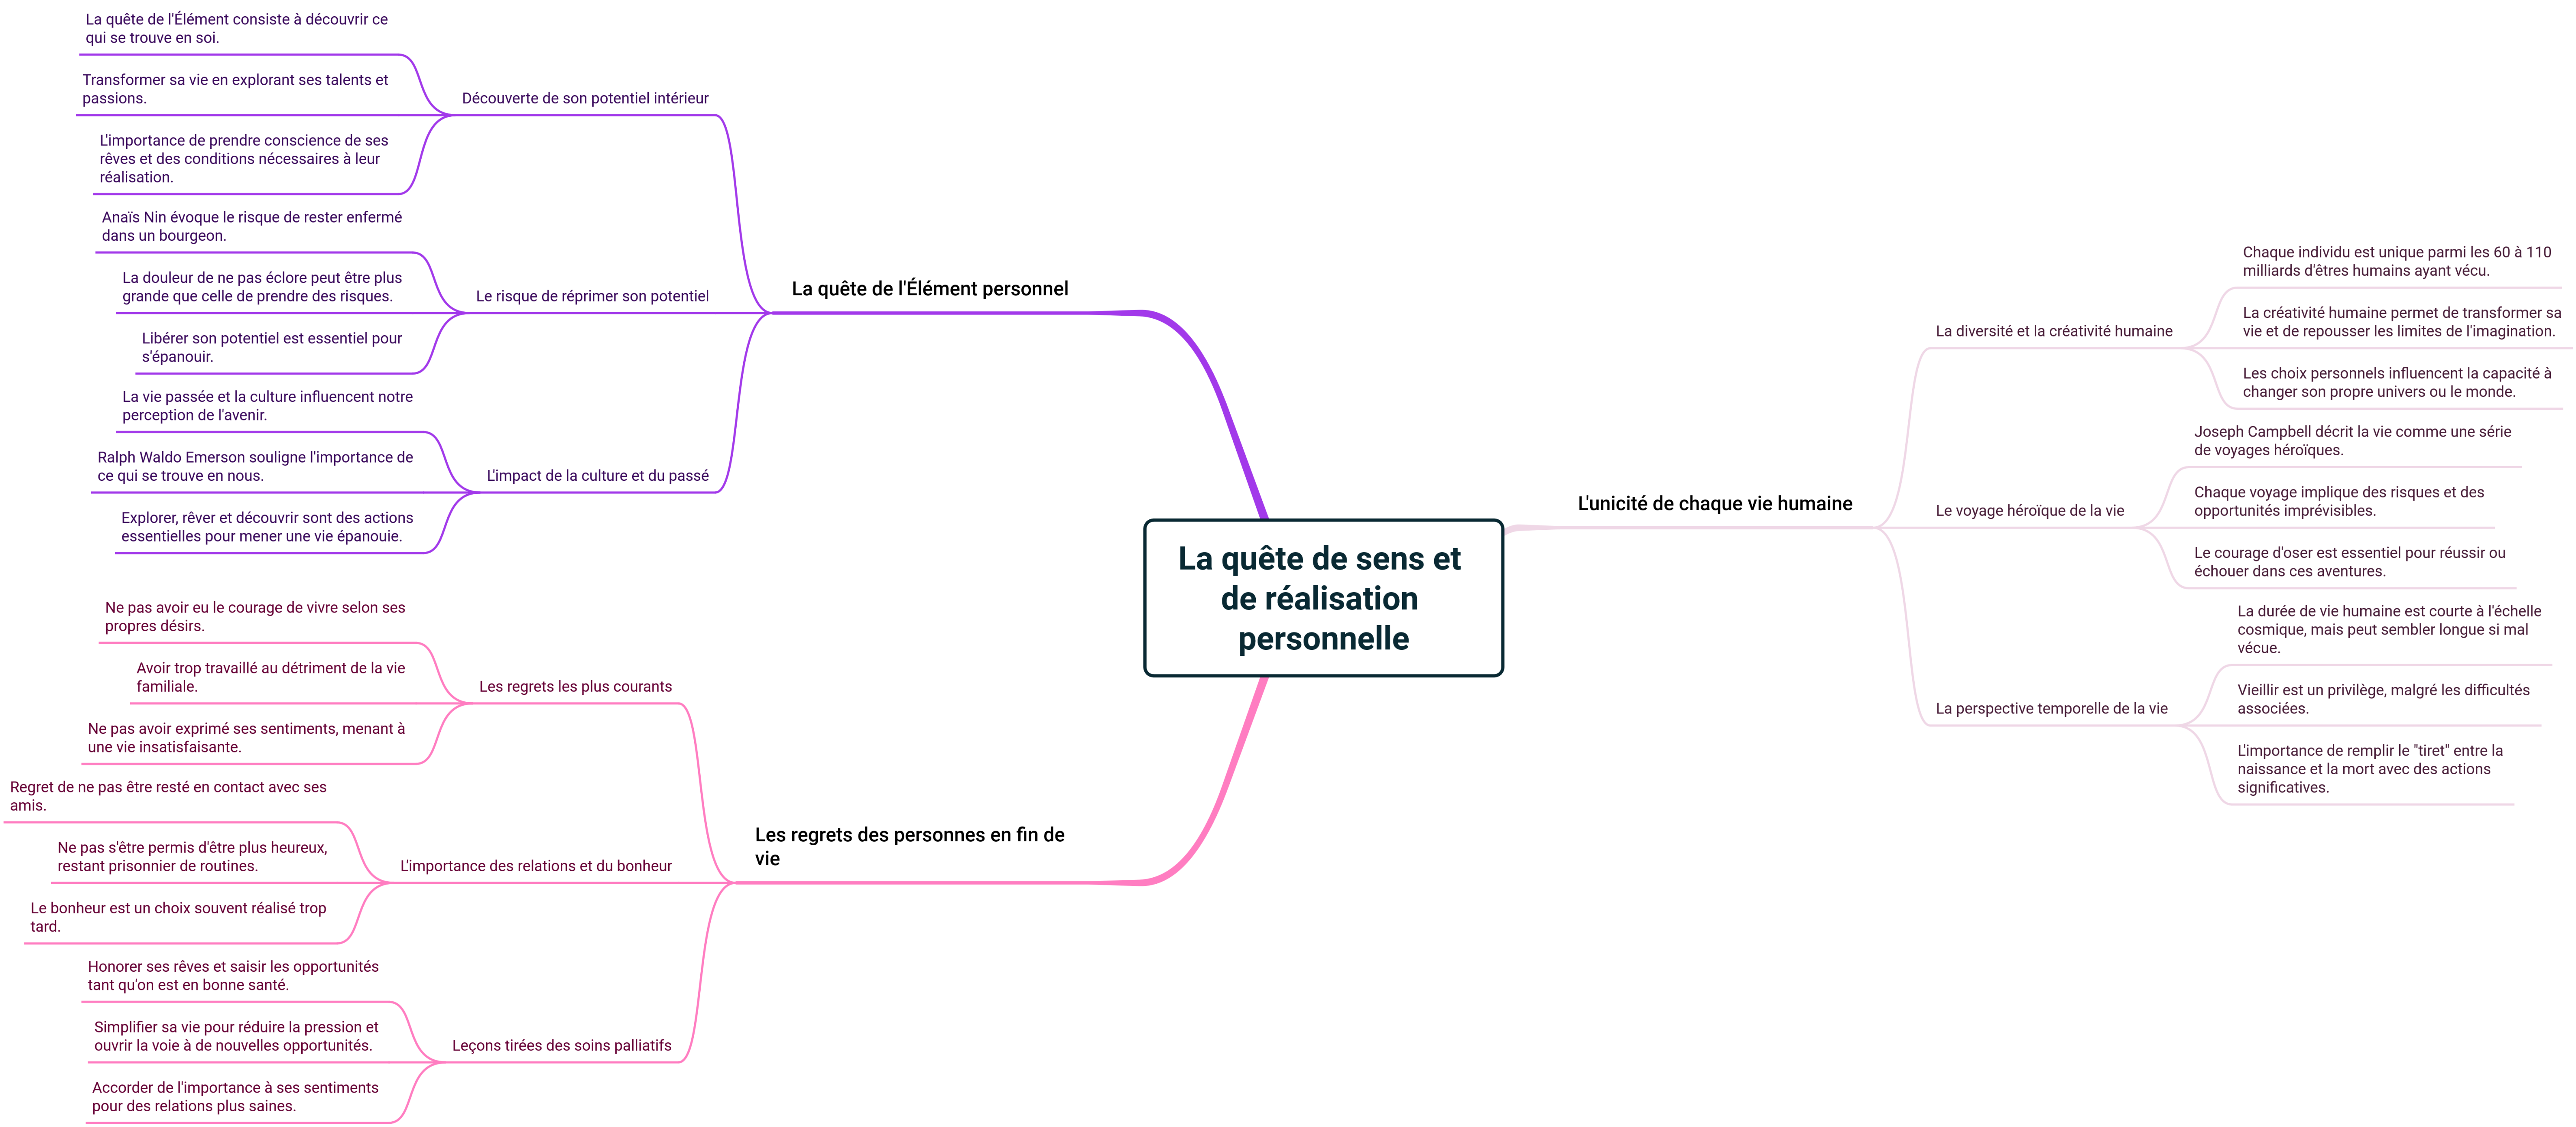 La quête de sens et
de réalisation
personnelle
La quête de l'Élément personnel
Découverte de son potentiel intérieur
La quête de l'Élément consiste à découvrir ce
qui se trouve en soi.
Transformer sa vie en explorant ses talents et
passions.
L'importance de prendre conscience de ses
rêves et des conditions nécessaires à leur
réalisation.
Le risque de réprimer son potentiel
Anaïs Nin évoque le risque de rester enfermé
dans un bourgeon.
La douleur de ne pas éclore peut être plus
grande que celle de prendre des risques.
Libérer son potentiel est essentiel pour
s'épanouir.
L'impact de la culture et du passé
La vie passée et la culture influencent notre
perception de l'avenir.
Ralph Waldo Emerson souligne l'importance de
ce qui se trouve en nous.
Explorer, rêver et découvrir sont des actions
essentielles pour mener une vie épanouie.
Les regrets des personnes en fin de
vie
Les regrets les plus courants
Ne pas avoir eu le courage de vivre selon ses
propres désirs.
Avoir trop travaillé au détriment de la vie
familiale.
Ne pas avoir exprimé ses sentiments, menant à
une vie insatisfaisante.
L'importance des relations et du bonheur
Regret de ne pas être resté en contact avec ses
amis.
Ne pas s'être permis d'être plus heureux,
restant prisonnier de routines.
Le bonheur est un choix souvent réalisé trop
tard.
Leçons tirées des soins palliatifs
Honorer ses rêves et saisir les opportunités
tant qu'on est en bonne santé.
Simplifier sa vie pour réduire la pression et
ouvrir la voie à de nouvelles opportunités.
Accorder de l'importance à ses sentiments
pour des relations plus saines.
L'unicité de chaque vie humaine
La diversité et la créativité humaine
Chaque individu est unique parmi les 60 à 110
milliards d'êtres humains ayant vécu.
La créativité humaine permet de transformer sa
vie et de repousser les limites de l'imagination.
Les choix personnels influencent la capacité à
changer son propre univers ou le monde.
Le voyage héroïque de la vie
Joseph Campbell décrit la vie comme une série
de voyages héroïques.
Chaque voyage implique des risques et des
opportunités imprévisibles.
Le courage d'oser est essentiel pour réussir ou
échouer dans ces aventures.
La perspective temporelle de la vie
La durée de vie humaine est courte à l'échelle
cosmique, mais peut sembler longue si mal
vécue.
Vieillir est un privilège, malgré les difficultés
associées.
L'importance de remplir le "tiret" entre la
naissance et la mort avec des actions
significatives.